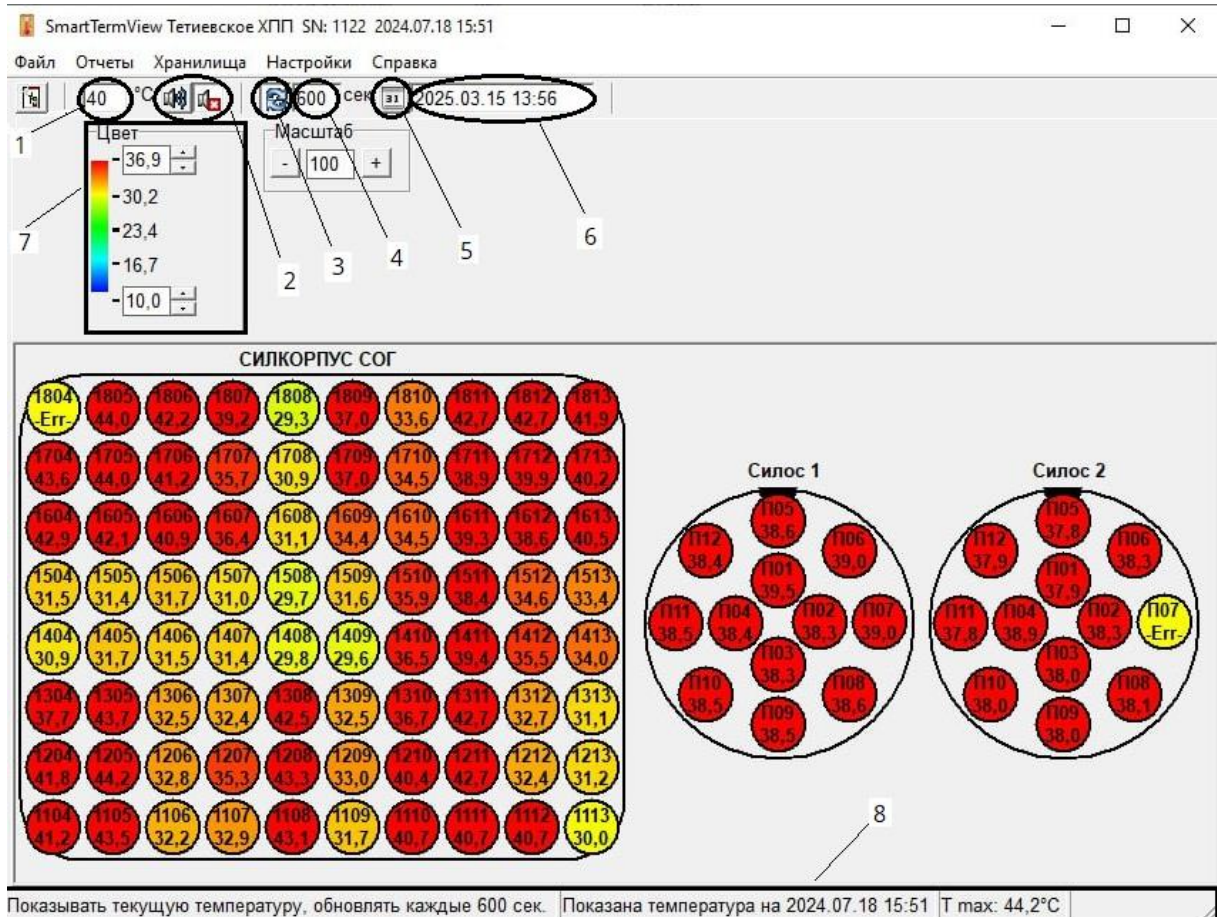 SmartTermView Тетиевское ХПП SN: 1122 2024.07.18 15:51
Файл Отчеты Хранилища Настройки Справка
40 °C 600 сек 31 2025.03.15 13:56
1
Цвет Масштаб
36,9 - 100 +
30,2
23,4
16,7
10,0
7 2 3 4 5 6
СИЛКОРПУС СОГ
1804 1805 1806 1807 1808 1809 1810 1811 1812 1813
-Err- 44,0 42,2 39,2 29,3 37,0 33,6 42,7 42,7 41,9
1704 1705 1706 1707 1708 1709 1710 1711 1712 1713
43,6 44,0 41,2 35,7 30,9 37,0 34,5 38,9 39,9 40,2
1604 1605 1606 1607 1608 1609 1610 1611 1612 1613
42,9 42,1 40,9 36,4 31,1 34,4 34,5 39,3 38,6 40,5
1504 1505 1506 1507 1508 1509 1510 1511 1512 1513
31,5 31,4 31,7 31,0 29,7 31,6 35,9 38,4 34,6 33,4
1404 1405 1406 1407 1408 1409 1410 1411 1412 1413
30,9 31,7 31,5 31,4 29,8 29,6 36,5 39,4 35,5 34,0
1304 1305 1306 1307 1308 1309 1310 1311 1312 1313
37,7 43,7 32,5 32,4 42,5 32,5 36,7 42,7 32,7 31,1
1204 1205 1206 1207 1208 1209 1210 1211 1212 1213
41,8 44,2 32,8 35,3 43,3 33,0 40,4 42,7 32,4 31,2
1104 1105 1106 1107 1108 1109 1110 1111 1112 1113
41,2 43,5 32,2 32,9 43,1 31,7 40,7 40,7 40,7 30,0
Силос 1
П05
38,6
П12 П06
38,4 39,0
П01
39,5
П11 П04 П02 П07
38,5 38,4 38,3 39,0
П03
38,3
П10 П08
38,5 38,6
П09
38,5
Силос 2
П05
37,8
П12 П06
37,9 38,3
П01
37,9
П11 П04 П02 П07
37,8 38,9 38,3 -Err-
П03
38,0
П10 П08
38,0 38,1
П09
38,0
8
Показывать текущую температуру, обновлять каждые 600 сек. Показана температура на 2024.07.18 15:51 T max: 44,2°C